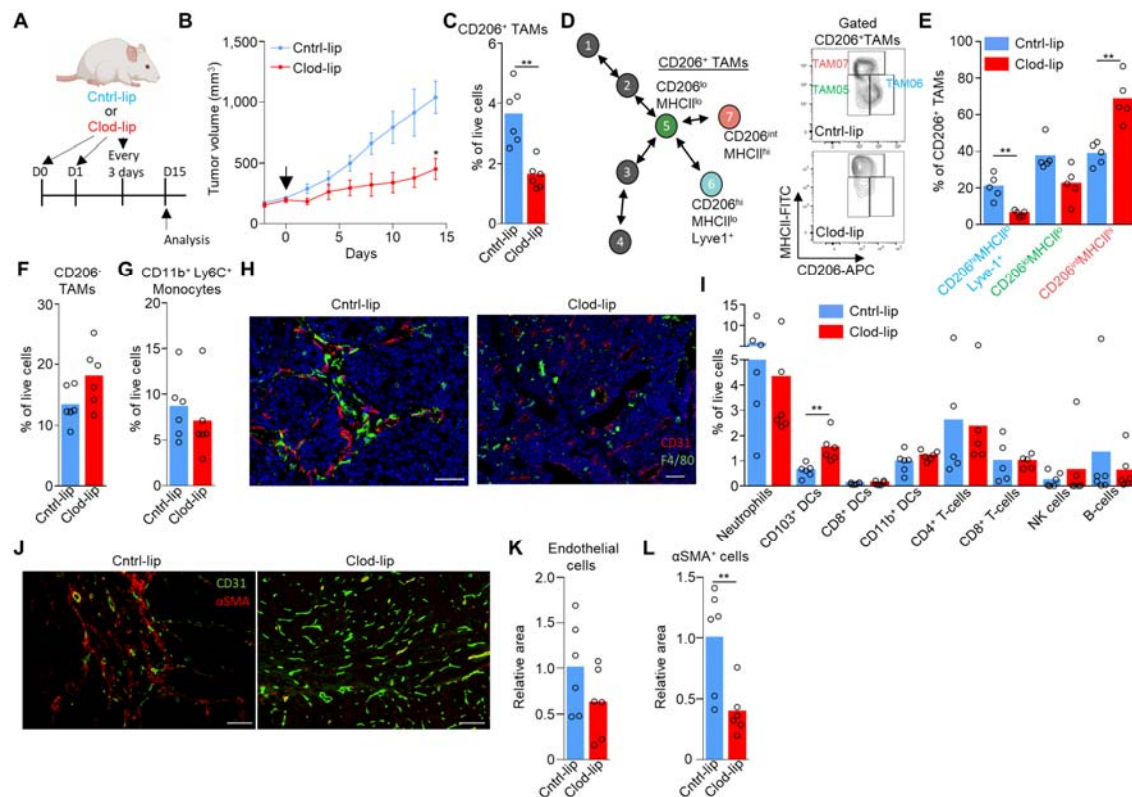 A
Cntrl-lip
or
Clod-lip
Every
3 days
D0
D1
D15
Analysis
B
Tumor volume (mm³)
1,500
1,000
500
0
0
5
10
15
Days
Cntrl-lip
Clod-lip
*
C
CD206⁺ TAMs
% of live cells
6
4
2
0
**
Cntrl-lip
Clod-lip
D
1
2
3
4
5
6
7
CD206⁺ TAMs
CD206ˡᵒ
MHCIIˡᵒ
CD206ⁱⁿᵗ
MHCIIʰⁱ
CD206ʰⁱ
MHCIIˡᵒ
Lyve1⁺
Gated
CD206⁺TAMs
TAM07
TAM05
TAM06
Cntrl-lip
Clod-lip
MHCII-FITC
CD206-APC
E
% of CD206⁺ TAMs
100
80
60
40
20
0
Cntrl-lip
Clod-lip
**
**
CD206ʰⁱMHCIIˡᵒ
Lyve-1⁺
CD206ˡᵒMHCIIˡᵒ
CD206ⁱⁿᵗMHCIIʰⁱ
F
CD206⁻
TAMs
% of live cells
30
20
10
0
Cntrl-lip
Clod-lip
G
CD11b⁺ Ly6C⁺
Monocytes
% of live cells
20
15
10
5
0
Cntrl-lip
Clod-lip
H
Cntrl-lip
Clod-lip
CD31
F4/80
I
% of live cells
15
10
5
5
4
3
2
1
0
Cntrl-lip
Clod-lip
**
Neutrophils
CD103⁺ DCs
CD8⁺ DCs
CD11b⁺ DCs
CD4⁺ T-cells
CD8⁺ T-cells
NK cells
B-cells
J
Cntrl-lip
Clod-lip
CD31
αSMA
K
Endothelial
cells
Relative area
2.0
1.5
1.0
0.5
0
Cntrl-lip
Clod-lip
L
αSMA⁺ cells
Relative area
1.5
1.0
0.5
0
**
Cntrl-lip
Clod-lip